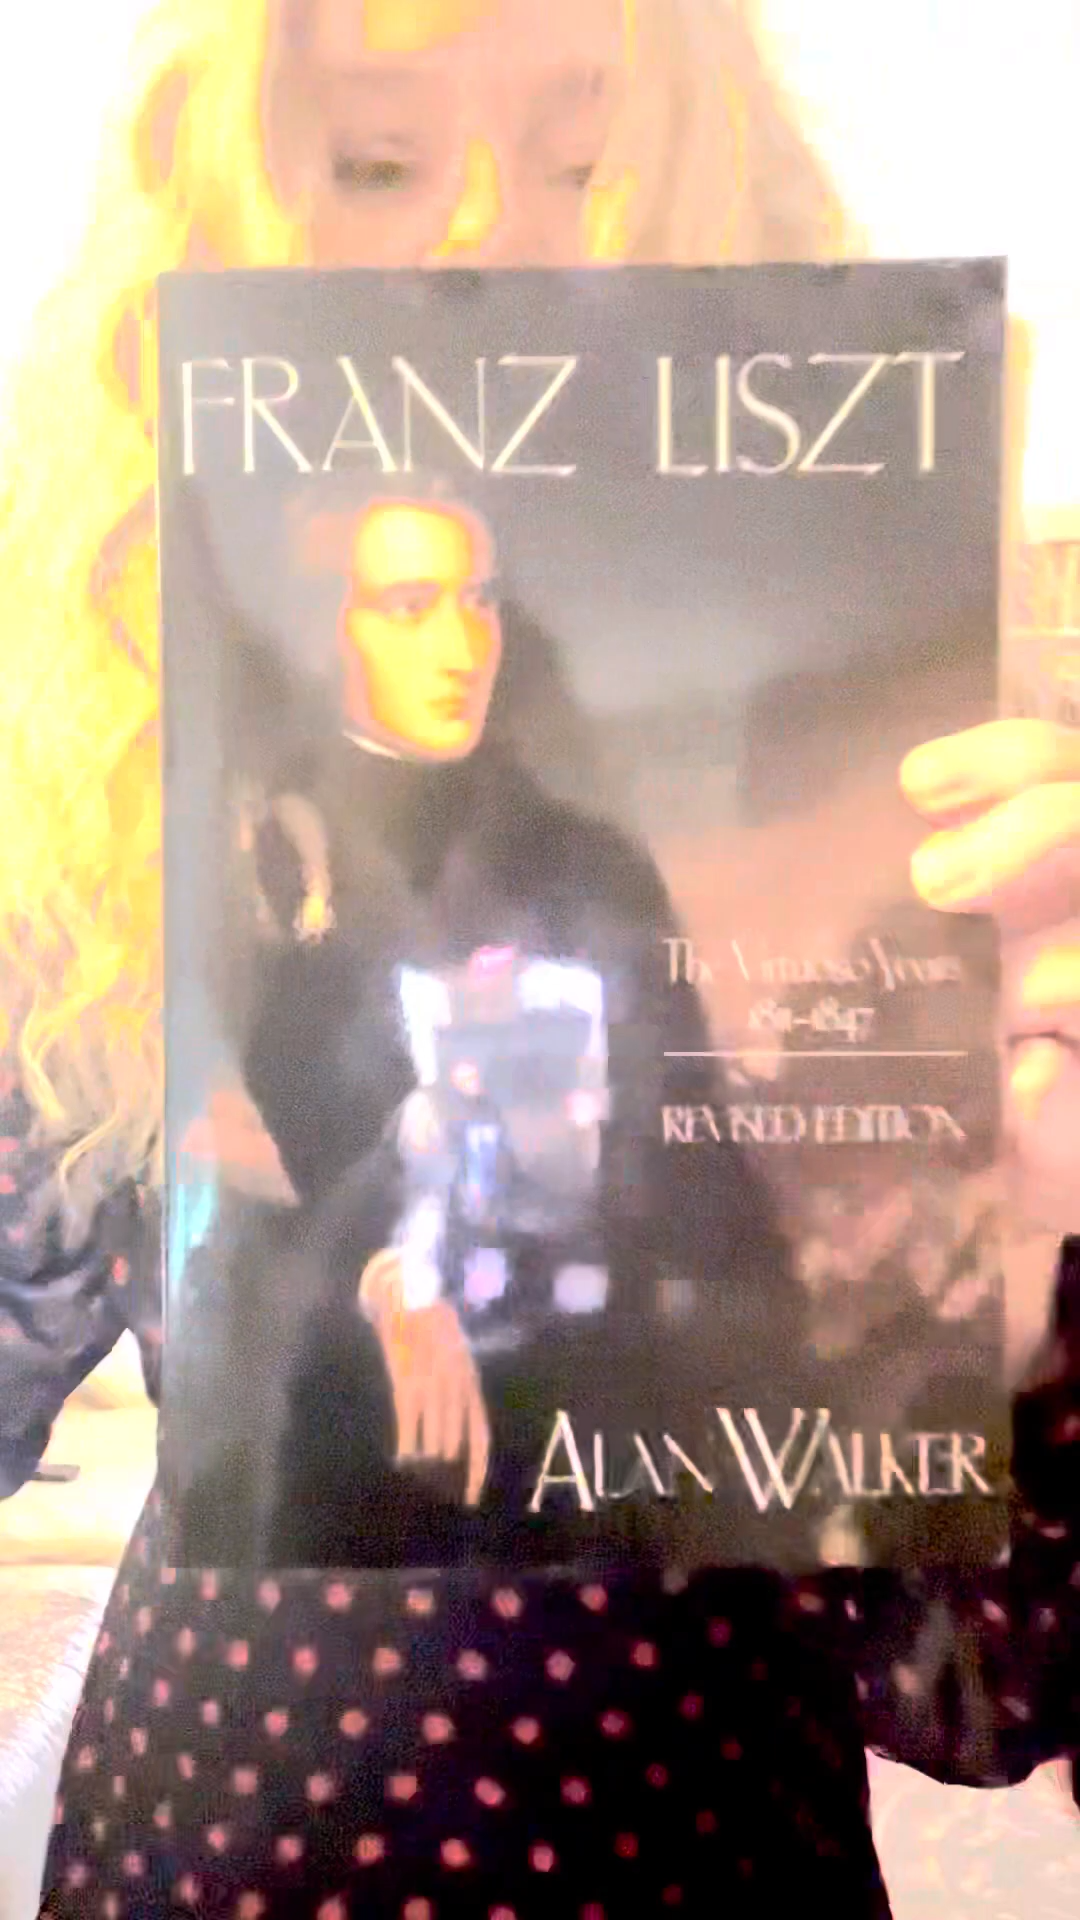 FRANZ LISZT
The Virtuoso Years
1811–1847
REVISED EDITION
ALAN WALKER